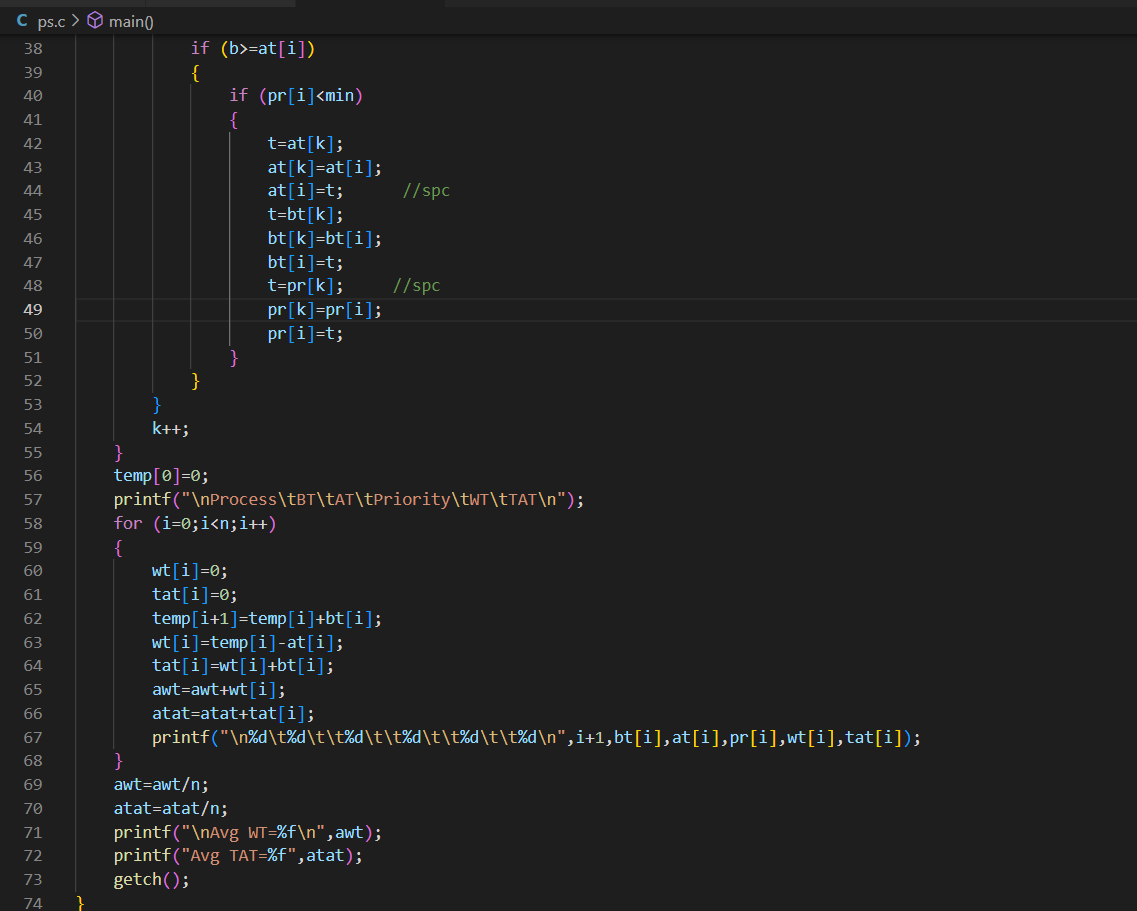 C ps.c > main()
38 if (b>=at[i])
39 {
40 if (pr[i]<min)
41 {
42 t=at[k];
43 at[k]=at[i];
44 at[i]=t; //spc
45 t=bt[k];
46 bt[k]=bt[i];
47 bt[i]=t;
48 t=pr[k]; //spc
49 pr[k]=pr[i];
50 pr[i]=t;
51 }
52 }
53 }
54 k++;
55 }
56 temp[0]=0;
57 printf("\nProcess\tBT\tAT\tPriority\tWT\tTAT\n");
58 for (i=0;i<n;i++)
59 {
60 wt[i]=0;
61 tat[i]=0;
62 temp[i+1]=temp[i]+bt[i];
63 wt[i]=temp[i]-at[i];
64 tat[i]=wt[i]+bt[i];
65 awt=awt+wt[i];
66 atat=atat+tat[i];
67 printf("\n%d\t%d\t\t%d\t\t%d\t\t%d\t\t%d\n",i+1,bt[i],at[i],pr[i],wt[i],tat[i]);
68 }
69 awt=awt/n;
70 atat=atat/n;
71 printf("\nAvg WT=%f\n",awt);
72 printf("Avg TAT=%f",atat);
73 getch();
74 }